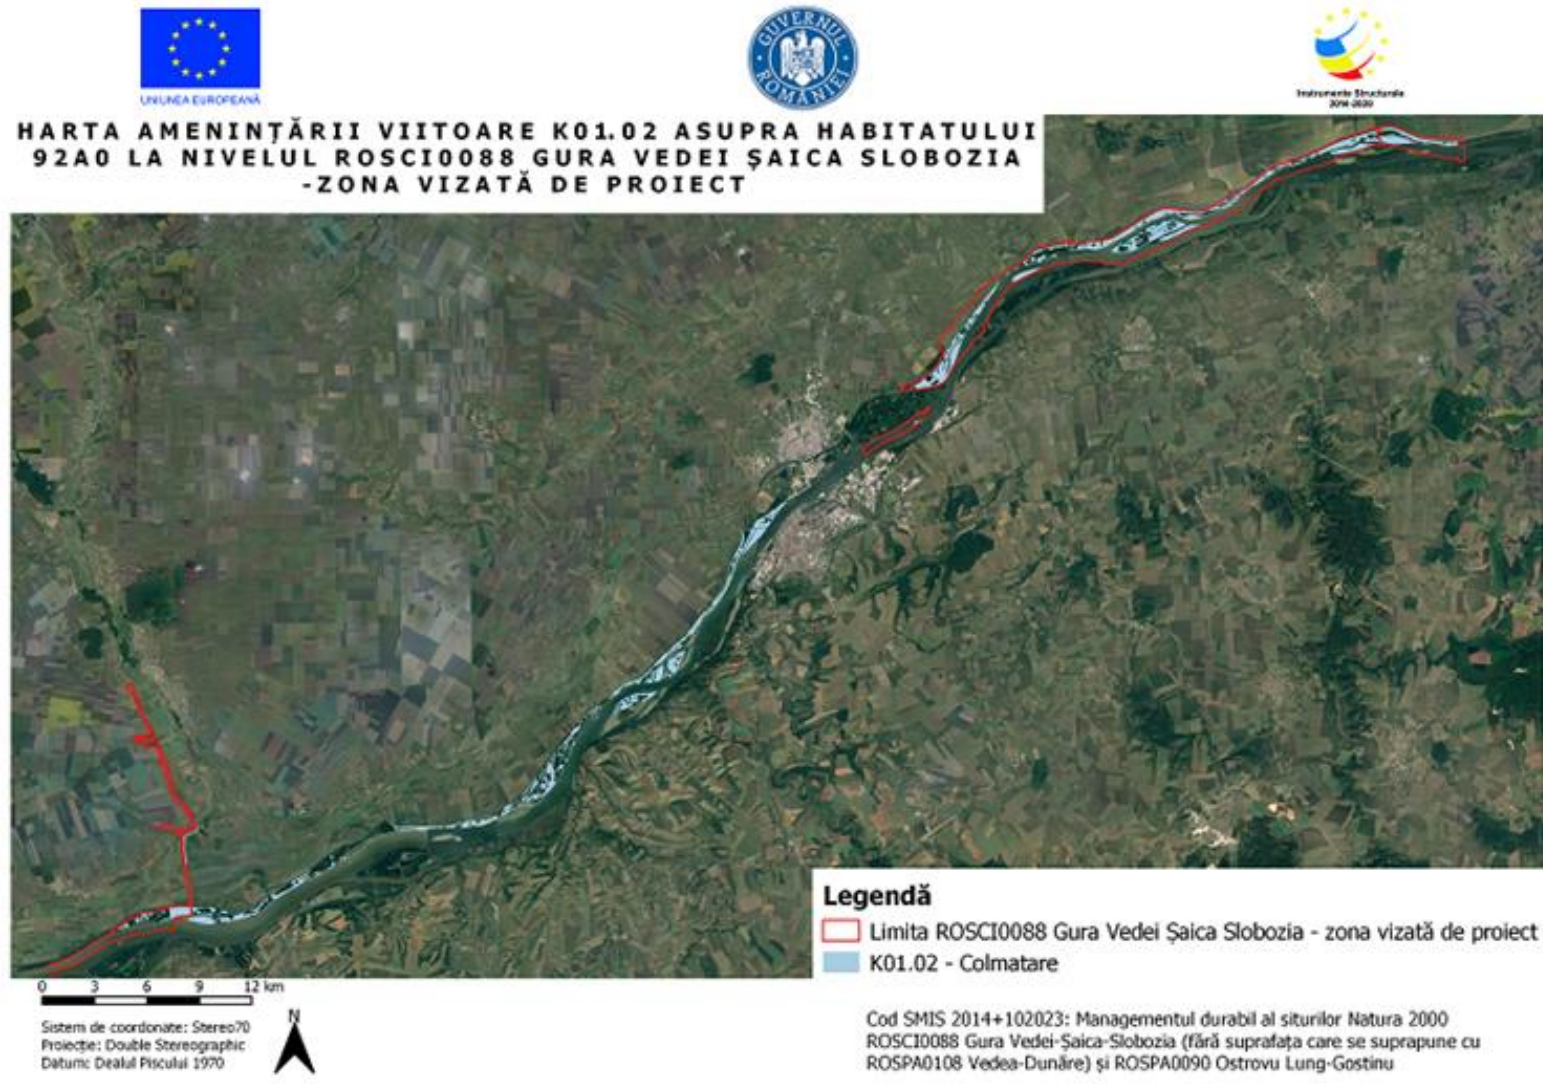 UNIUNEA EUROPEANĂ
GUVERNUL ROMÂNIEI
Instrumente Structurale
2014-2020
HARTA AMENINȚĂRII VIITOARE K01.02 ASUPRA HABITATULUI
92A0 LA NIVELUL ROSCI0088 GURA VEDEI ȘAICA SLOBOZIA
-ZONA VIZATĂ DE PROIECT
Legendă
Limita ROSCI0088 Gura Vedei Șaica Slobozia - zona vizată de proiect
K01.02 - Colmatare
0 3 6 9 12 km
N
Sistem de coordonate: Stereo70
Proiecție: Double Stereographic
Datum: Dealul Piscului 1970
Cod SMIS 2014+102023: Managementul durabil al siturilor Natura 2000
ROSCI0088 Gura Vedei-Șaica-Slobozia (fără suprafața care se suprapune cu
ROSPA0108 Vedea-Dunăre) și ROSPA0090 Ostrovu Lung-Gostinu